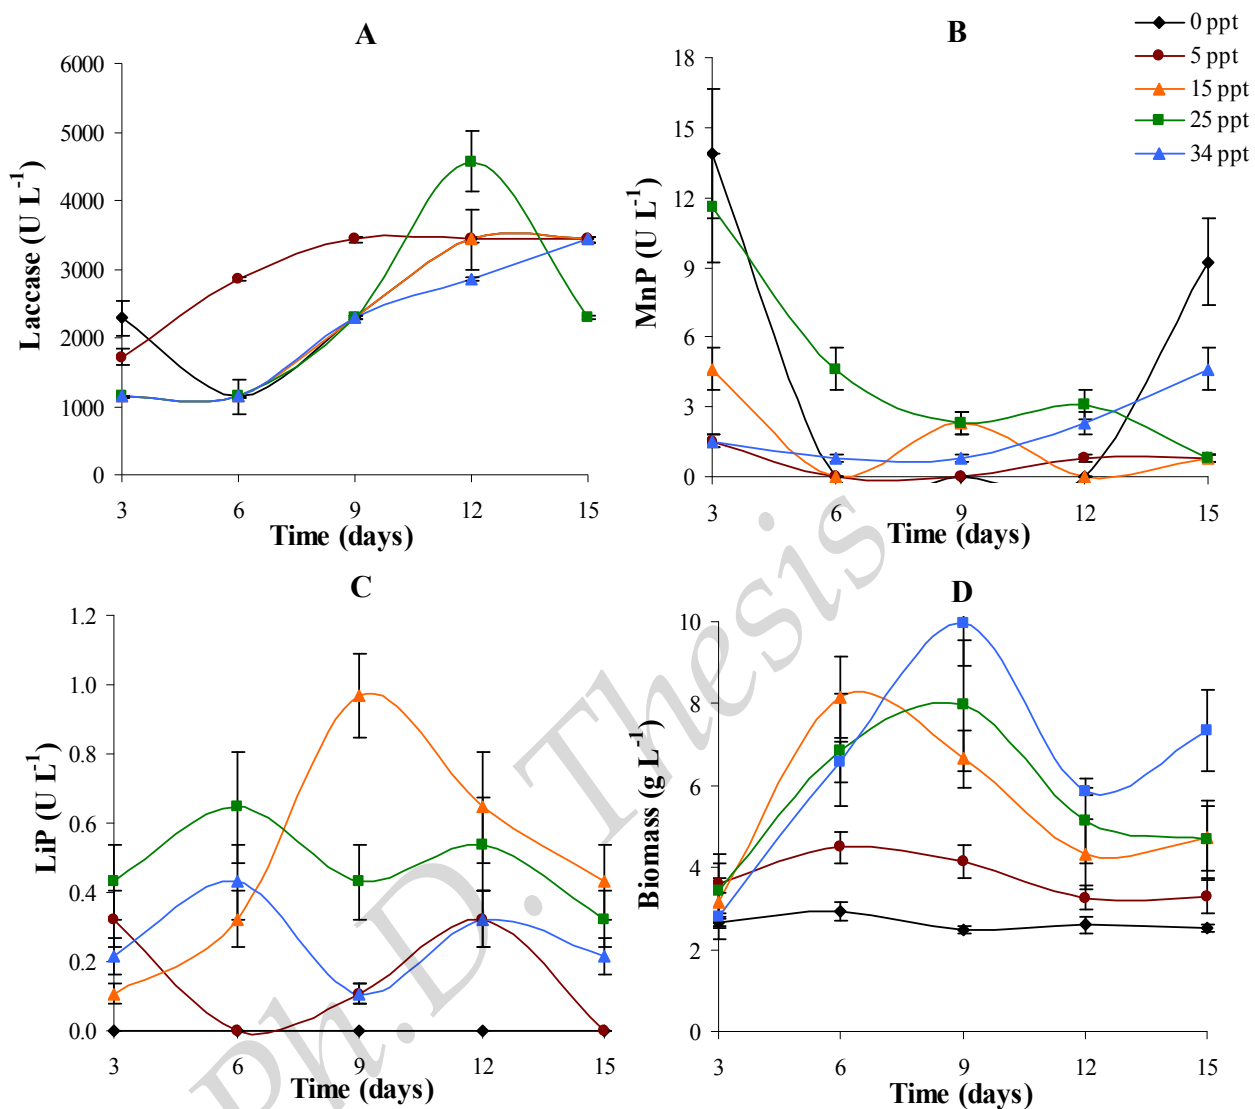 A
6000
5000
4000
3000
2000
1000
0
Laccase (U L⁻¹)
3 6 9 12 15
Time (days)
B
0 ppt
5 ppt
15 ppt
25 ppt
34 ppt
18
15
12
9
6
3
0
MnP (U L⁻¹)
3 6 9 12 15
Time (days)
C
1.2
1.0
0.8
0.6
0.4
0.2
0.0
LiP (U L⁻¹)
3 6 9 12 15
Time (days)
D
10
8
6
4
2
0
Biomass (g L⁻¹)
3 6 9 12 15
Time (days)
Ph.D. Thesis